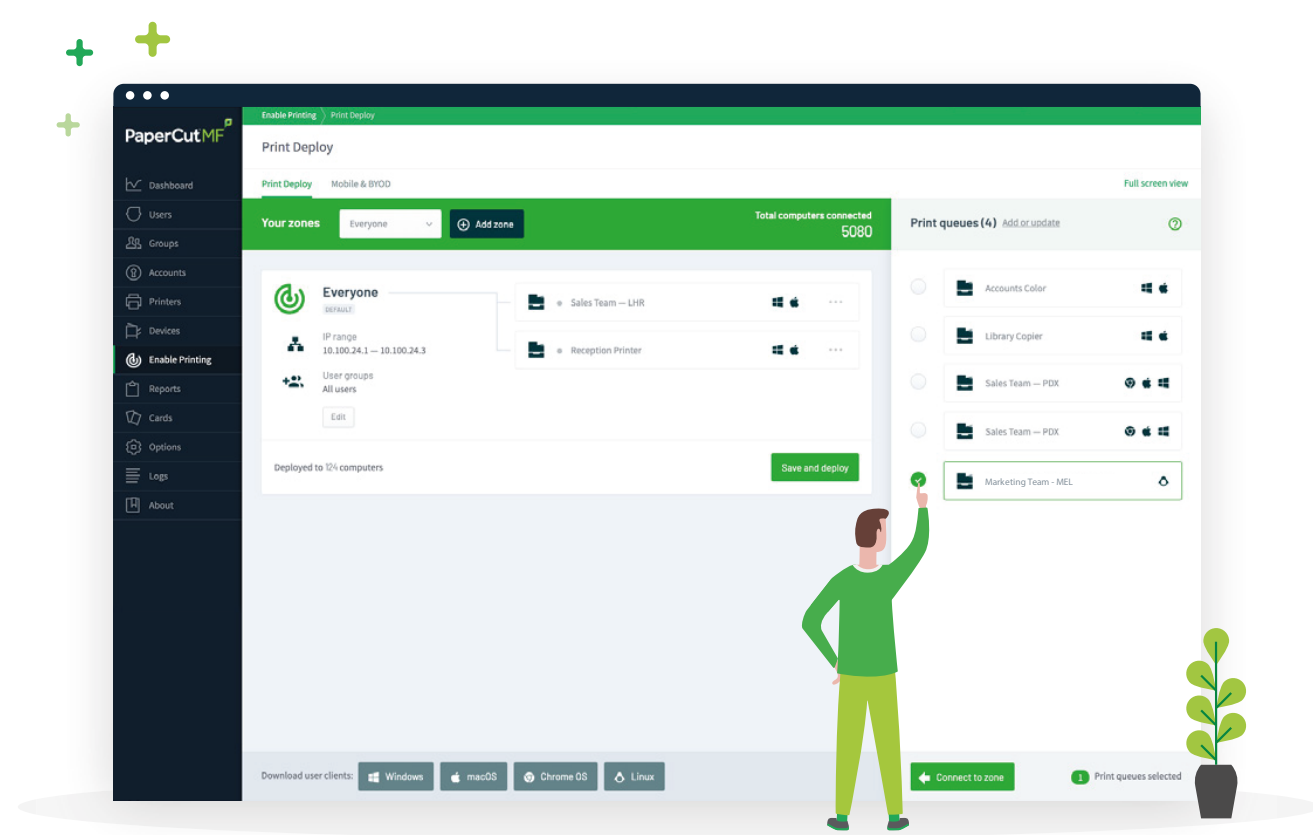 PaperCutMF
Dashboard
Users
Groups
Accounts
Printers
Devices
Enable Printing
Reports
Cards
Options
Logs
About
Enable Printing Print Deploy
Print Deploy
Print Deploy Mobile & BYOD Full screen view
Your zones Everyone Add zone
Total computers connected
5080
Everyone
DEFAULT
IP range
10.100.24.1 — 10.100.24.3
User groups
All users
Edit
Sales Team — LHR
Reception Printer
Deployed to 124 computers Save and deploy
Print queues (4) Add or update
Accounts Color
Library Copier
Sales Team — PDX
Sales Team — PDX
Marketing Team - MEL
Download user clients: Windows macOS Chrome OS Linux
Connect to zone 1 Print queues selected